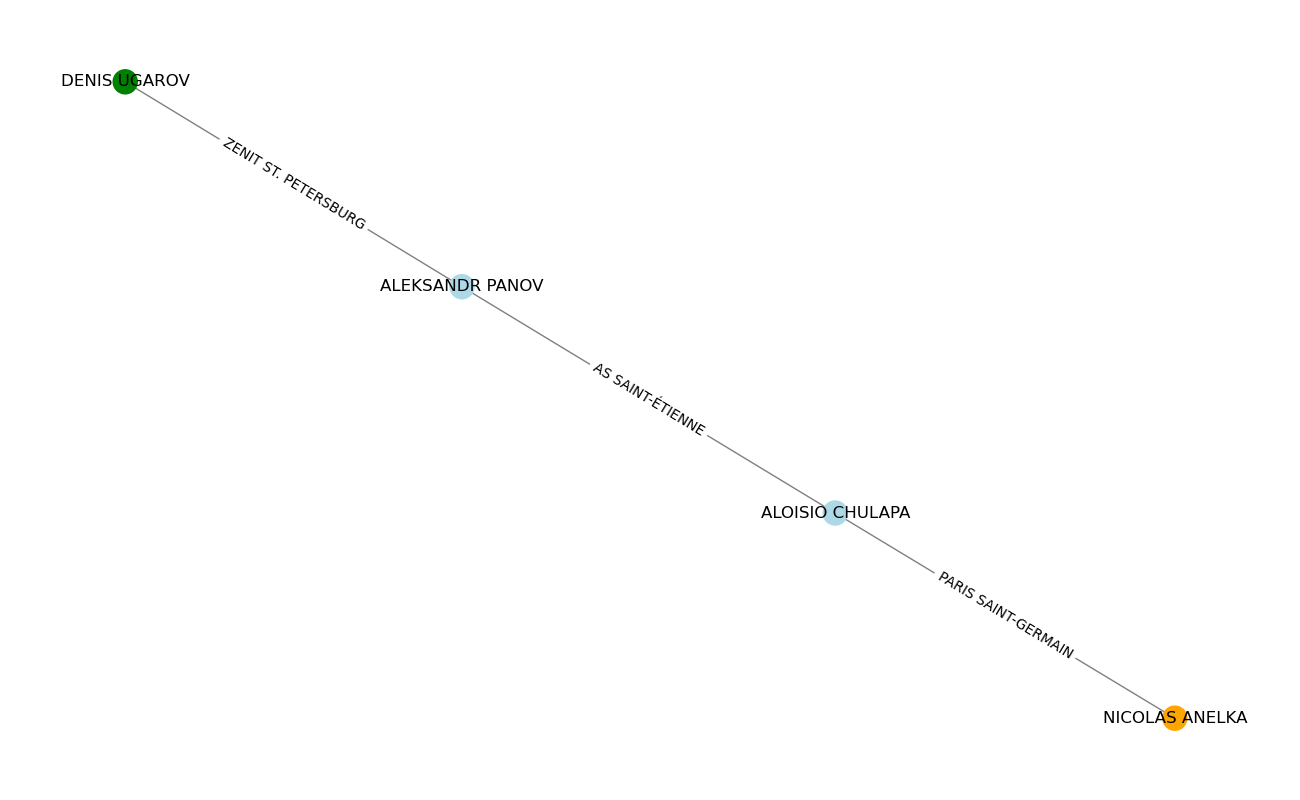 DENIS UGAROV
ZENIT ST. PETERSBURG
ALEKSANDR PANOV
AS SAINT-ÉTIENNE
ALOISIO CHULAPA
PARIS SAINT-GERMAIN
NICOLAS ANELKA